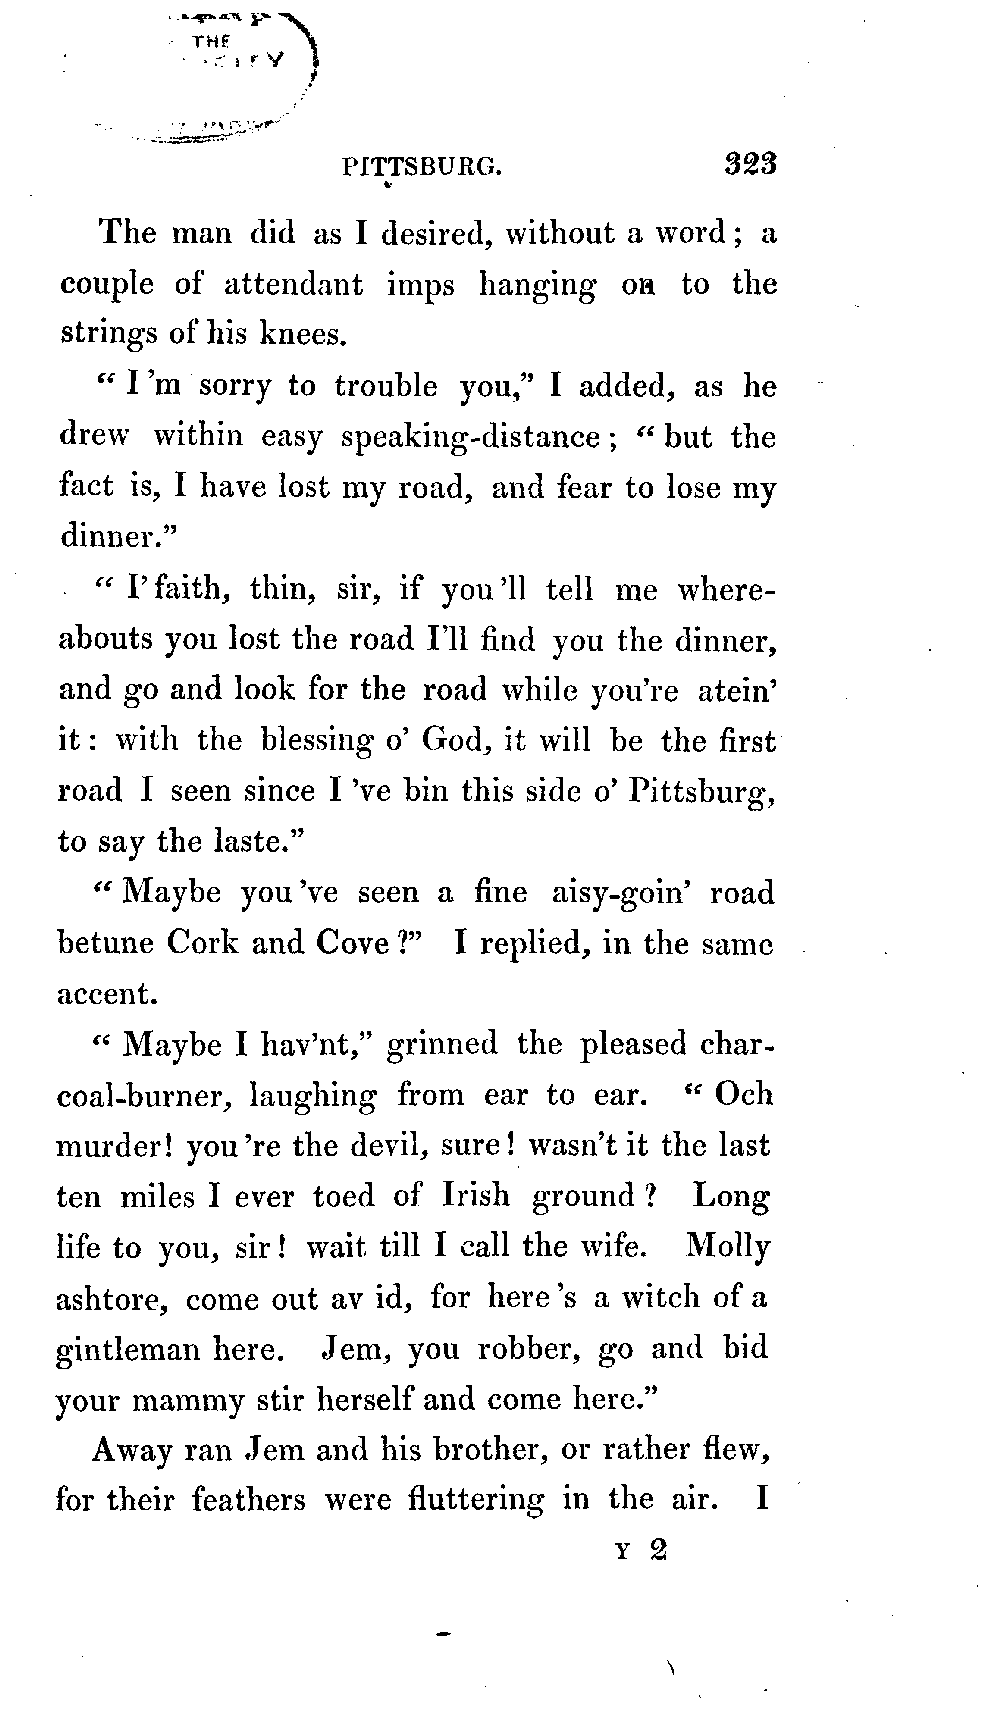 THE
PITTSBURG. 323
The man did as I desired, without a word; a
couple of attendant imps hanging on to the
strings of his knees.
“ I 'm sorry to trouble you,” I added, as he
drew within easy speaking-distance; “ but the
fact is, I have lost my road, and fear to lose my
dinner.”
“ I' faith, thin, sir, if you 'll tell me where-
abouts you lost the road I'll find you the dinner,
and go and look for the road while you're atein'
it: with the blessing o' God, it will be the first
road I seen since I 've bin this side o' Pittsburg,
to say the laste.”
“ Maybe you 've seen a fine aisy-goin' road
betune Cork and Cove?” I replied, in the same
accent.
“ Maybe I hav'nt,” grinned the pleased char-
coal-burner, laughing from ear to ear. “ Och
murder! you 're the devil, sure! wasn't it the last
ten miles I ever toed of Irish ground? Long
life to you, sir! wait till I call the wife. Molly
ashtore, come out av id, for here 's a witch of a
gintleman here. Jem, you robber, go and bid
your mammy stir herself and come here.”
Away ran Jem and his brother, or rather flew,
for their feathers were fluttering in the air. I
Y 2